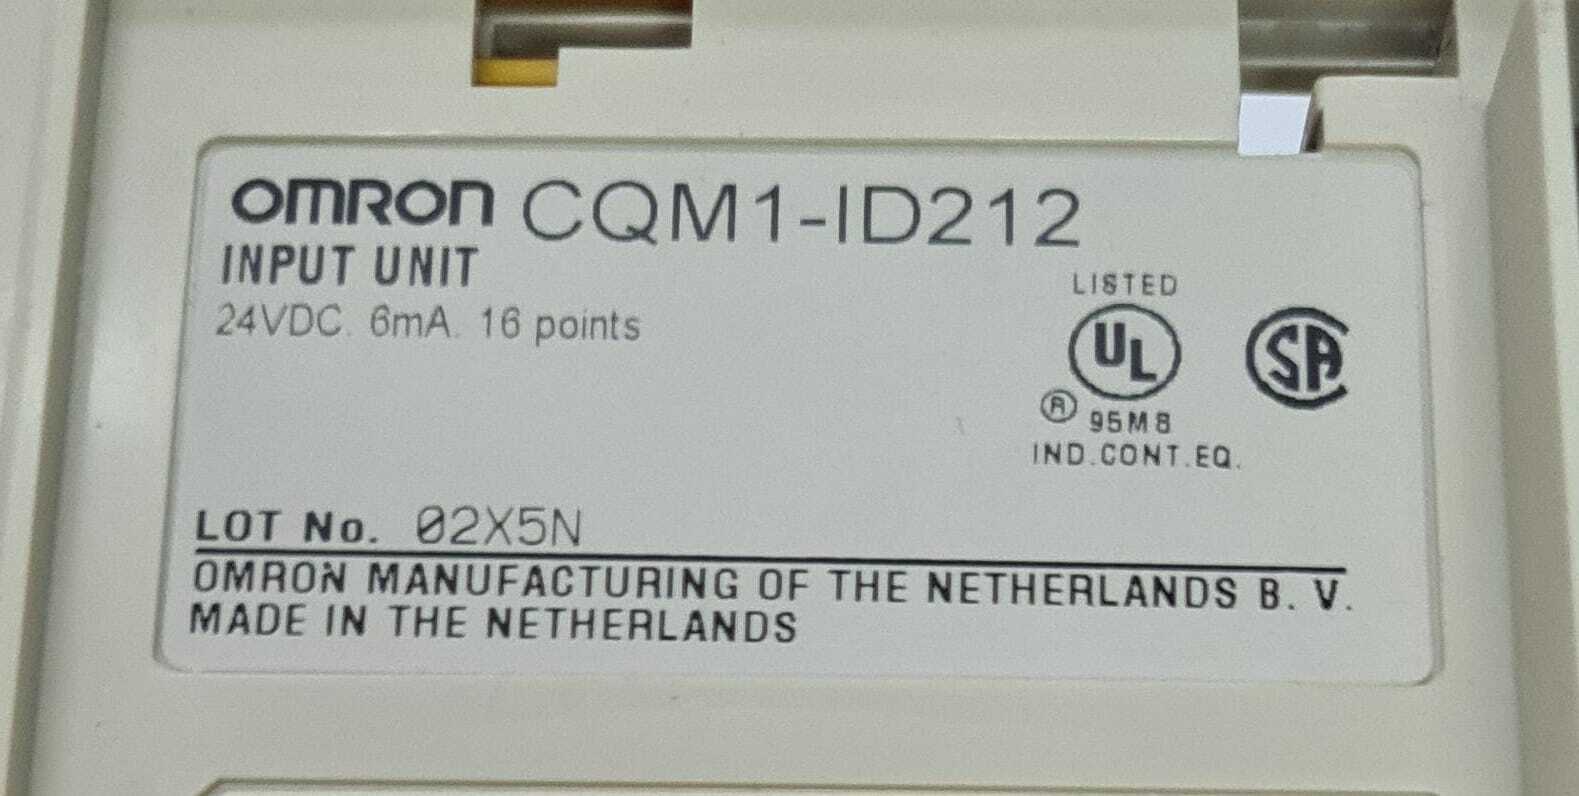 OMRON CQM1-ID212
INPUT UNIT
24VDC. 6mA. 16 points
LISTED
UL
® 95M8
IND.CONT.EQ.
SA
LOT No. 02X5N
OMRON MANUFACTURING OF THE NETHERLANDS B. V.
MADE IN THE NETHERLANDS